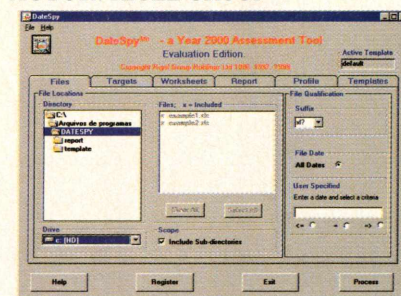 DateSpy
File Help
DateSpy - a Year 2000 Assessment Tool
Evaluation Edition
Active Template
default
Files Targets Worksheets Report Profile Templates
File Locations
Directory
C:\
Arquivos de programas
DATESPY
report
template
Files; x = Included
x example1.xls
x example2.xls
Clear All Select All
Drive
c: [HD]
Scope
Include Sub-directories
File Qualification
Suffix
xl?
File Date
All Dates
User Specified
Enter a date and select a criteria
<= = =>
Help Register Exit Process